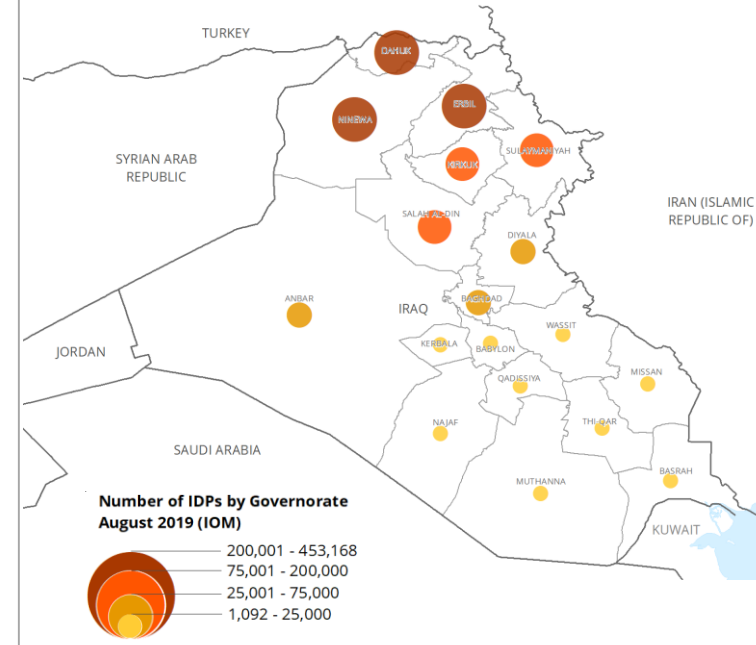 TURKEY
DAHUK
ERBIL
NINEWA
SYRIAN ARAB
REPUBLIC
SULAYMANIYAH
KIRKUK
IRAN (ISLAMIC
REPUBLIC OF)
SALAH AL-DIN
DIYALA
ANBAR
BAGHDAD
IRAQ
WASSIT
KERBALA
BABYLON
JORDAN
MISSAN
QADISSIYA
NAJAF
THI-QAR
SAUDI ARABIA
BASRAH
MUTHANNA
KUWAIT
Number of IDPs by Governorate
August 2019 (IOM)
200,001 - 453,168
75,001 - 200,000
25,001 - 75,000
1,092 - 25,000